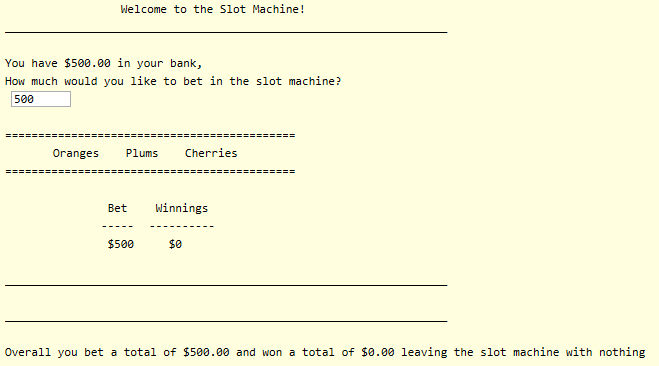 Welcome to the Slot Machine!
You have $500.00 in your bank,
How much would you like to bet in the slot machine?
500
============================================
Oranges Plums Cherries
============================================
Bet Winnings
----- ----------
$500 $0
Overall you bet a total of $500.00 and won a total of $0.00 leaving the slot machine with nothing